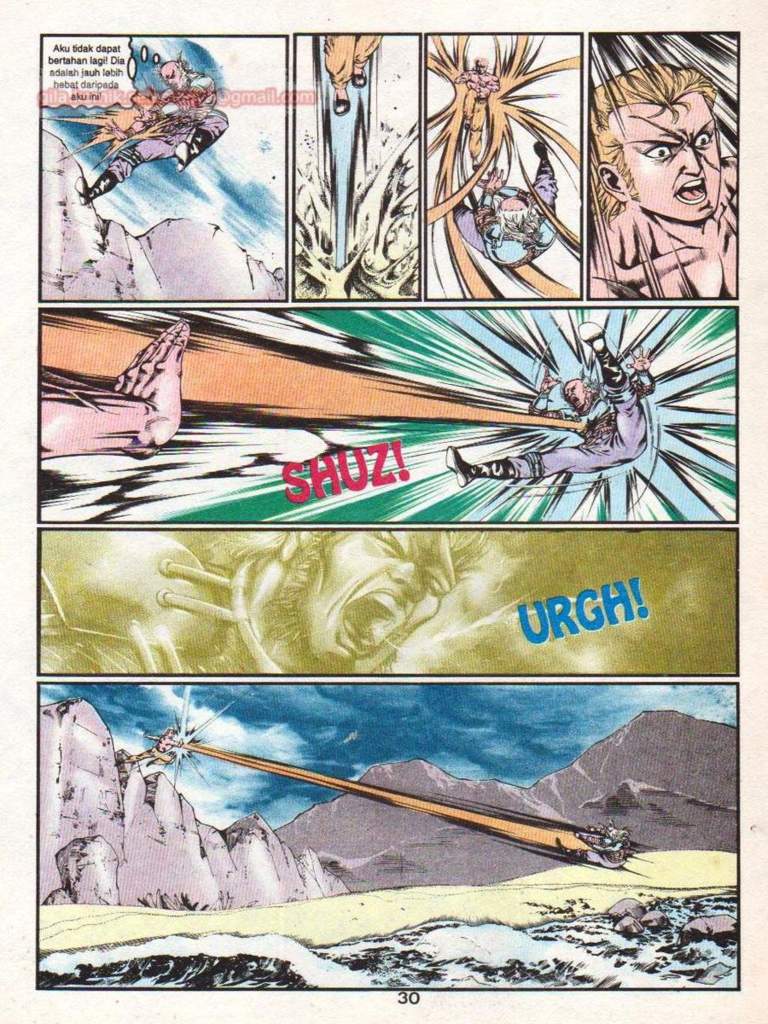 Aku tidak dapat
bertahan lagi! Dia
adalah jauh lebih
hebat daripada
aku ini!
SHUZ!
URGH!
30